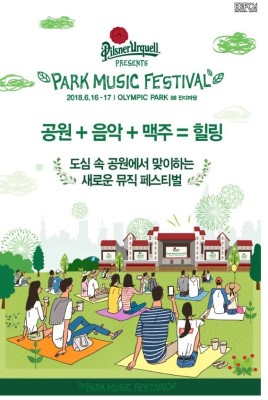 Pilsner Urquell
PRESENTS
PARK MUSIC FESTIVAL
2018.6.16-17 | OLYMPIC PARK 88 잔디마당
공원 + 음악 + 맥주 = 힐링
도심 속 공원에서 맞이하는
새로운 뮤직 페스티벌
PARK MUSIC FESTIVAL